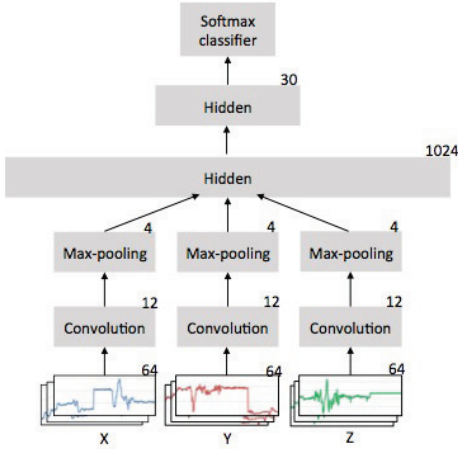 Softmax
classifier
30
Hidden
1024
Hidden
4 4 4
Max-pooling Max-pooling Max-pooling
12 12 12
Convolution Convolution Convolution
64 64 64
X Y Z